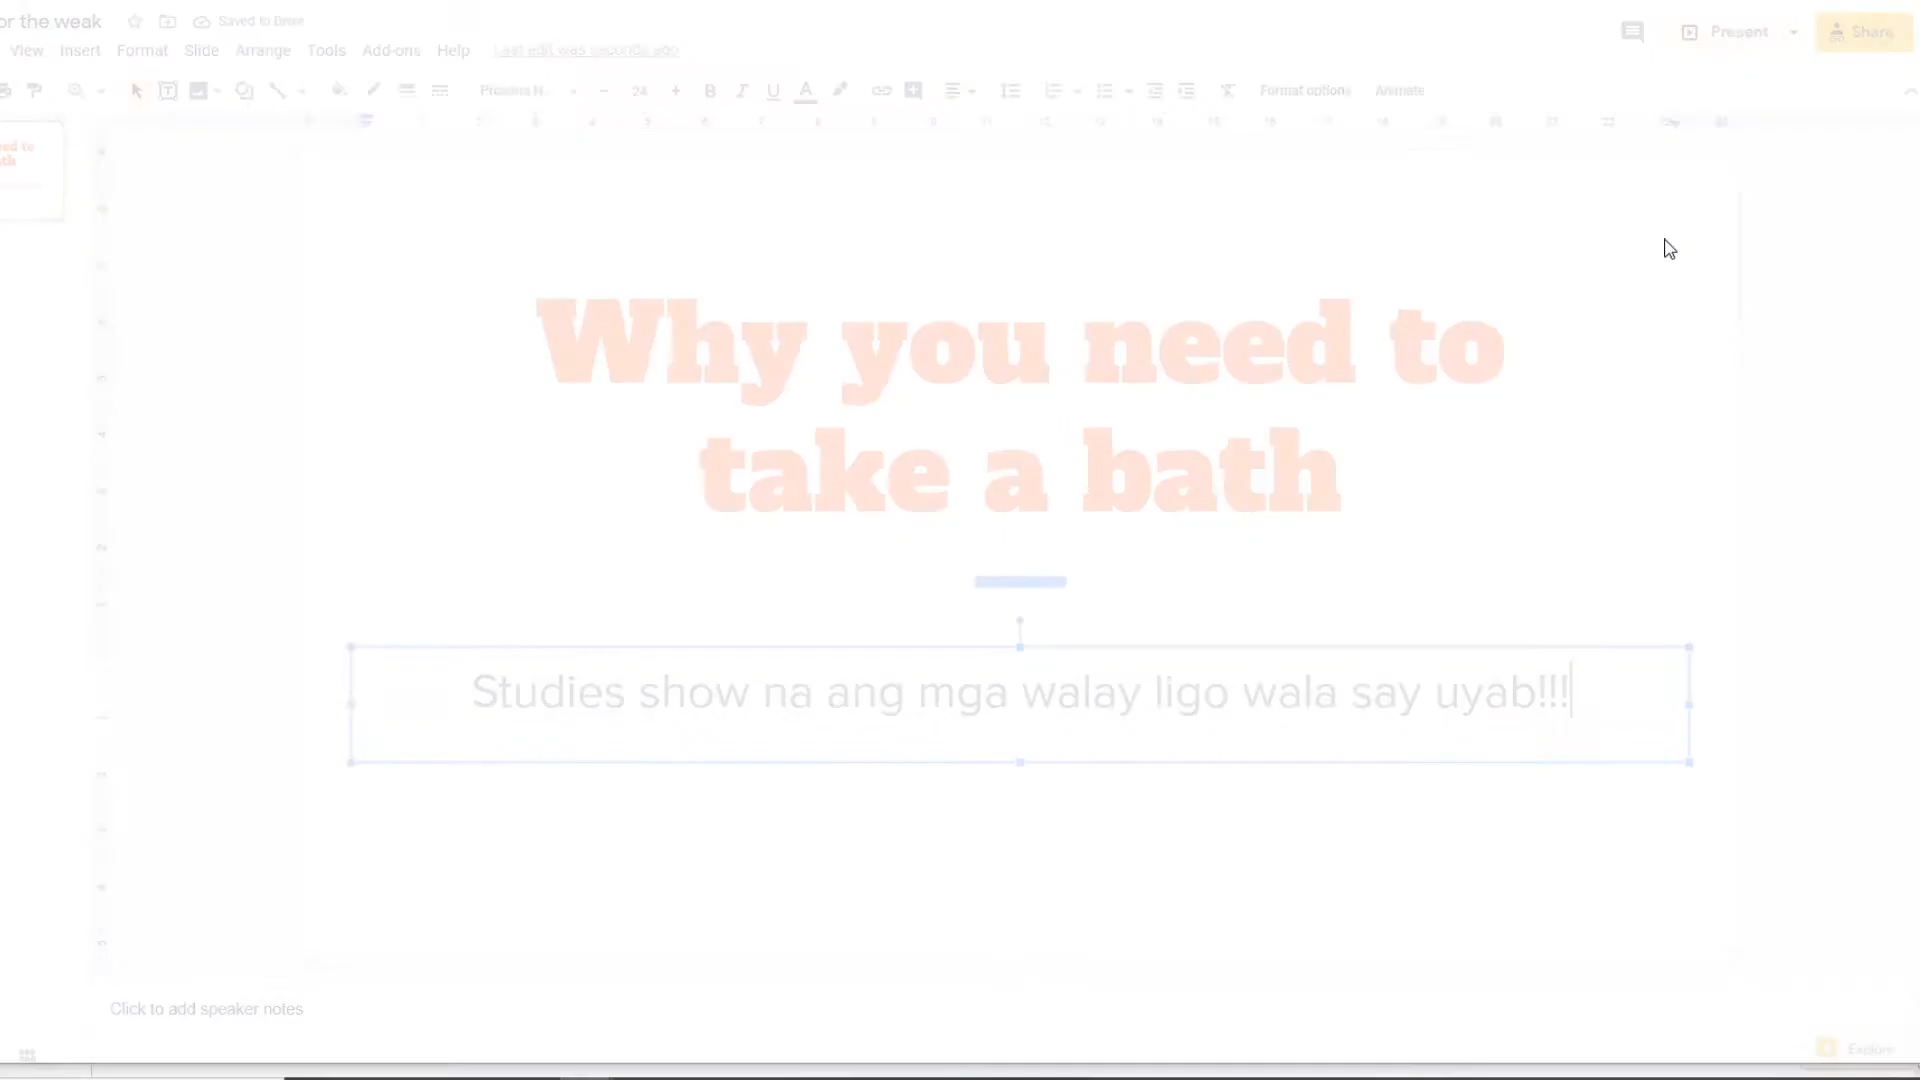 or the weak
Saved to Drive
View Insert Format Slide Arrange Tools Add-ons Help Last edit was seconds ago
Present
Share
Proxima N...
24
Format options
Animate
Why you need to
take a bath
Studies show na ang mga walay ligo wala say uyab!!!
Click to add speaker notes
Explore